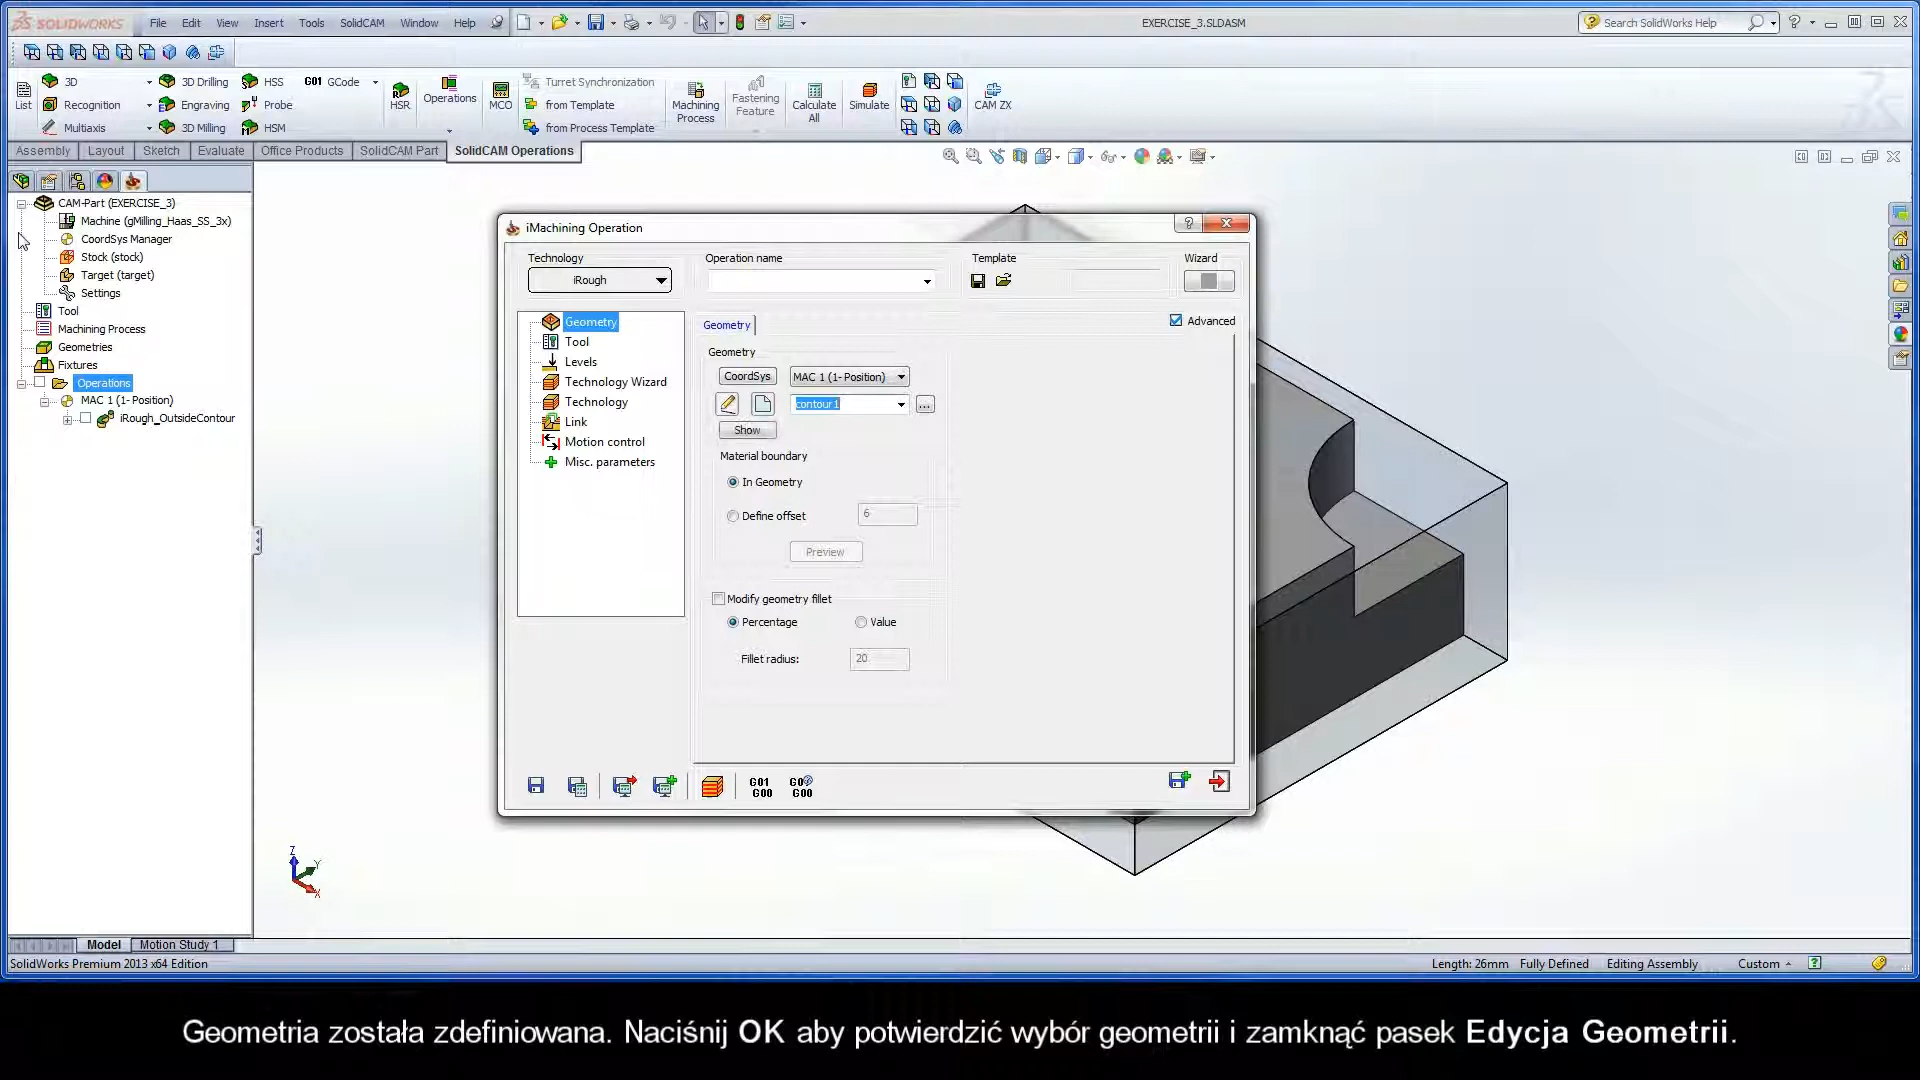 SOLIDWORKS File Edit View Insert Tools SolidCAM Window Help EXERCISE_3.SLDASM Search SolidWorks Help
List 3D 3D Drilling HSS G01 GCode HSR Operations MCO Turret Synchronization Machining Process Fastening Feature Calculate All Simulate CAM ZX
Recognition Engraving Probe from Template
Multiaxis 3D Milling HSM from Process Template
Assembly Layout Sketch Evaluate Office Products SolidCAM Part SolidCAM Operations
CAM-Part (EXERCISE_3)
Machine (gMilling_Haas_SS_3x)
CoordSys Manager
Stock (stock)
Target (target)
Settings
Tool
Machining Process
Geometries
Fixtures
Operations
MAC 1 (1- Position)
iRough_OutsideContour
iMachining Operation
Technology Operation name Template Wizard
iRough
Geometry
Tool
Levels
Technology Wizard
Technology
Link
Motion control
Misc. parameters
Geometry Advanced
Geometry
CoordSys MAC 1 (1- Position)
contour1 ...
Show
Material boundary
In Geometry
Define offset 6
Preview
Modify geometry fillet
Percentage Value
Fillet radius: 20
G01 G00
G00
Z
Y
X
Model Motion Study 1
SolidWorks Premium 2013 x64 Edition Length: 26mm Fully Defined Editing Assembly Custom
Geometria została zdefiniowana. Naciśnij OK aby potwierdzić wybór geometrii i zamknąć pasek Edycja Geometrii.